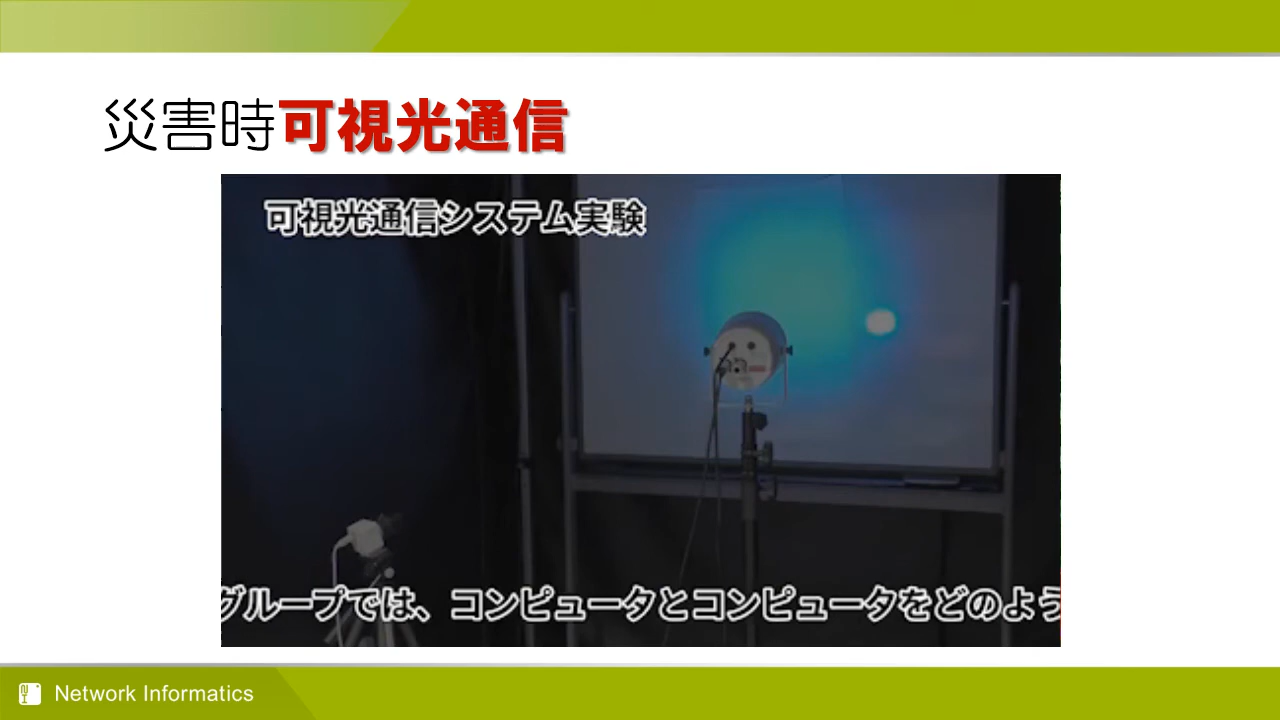 災害時可視光通信
可視光通信システム実験
グループでは、コンピュータとコンピュータをどのよう
Network Informatics